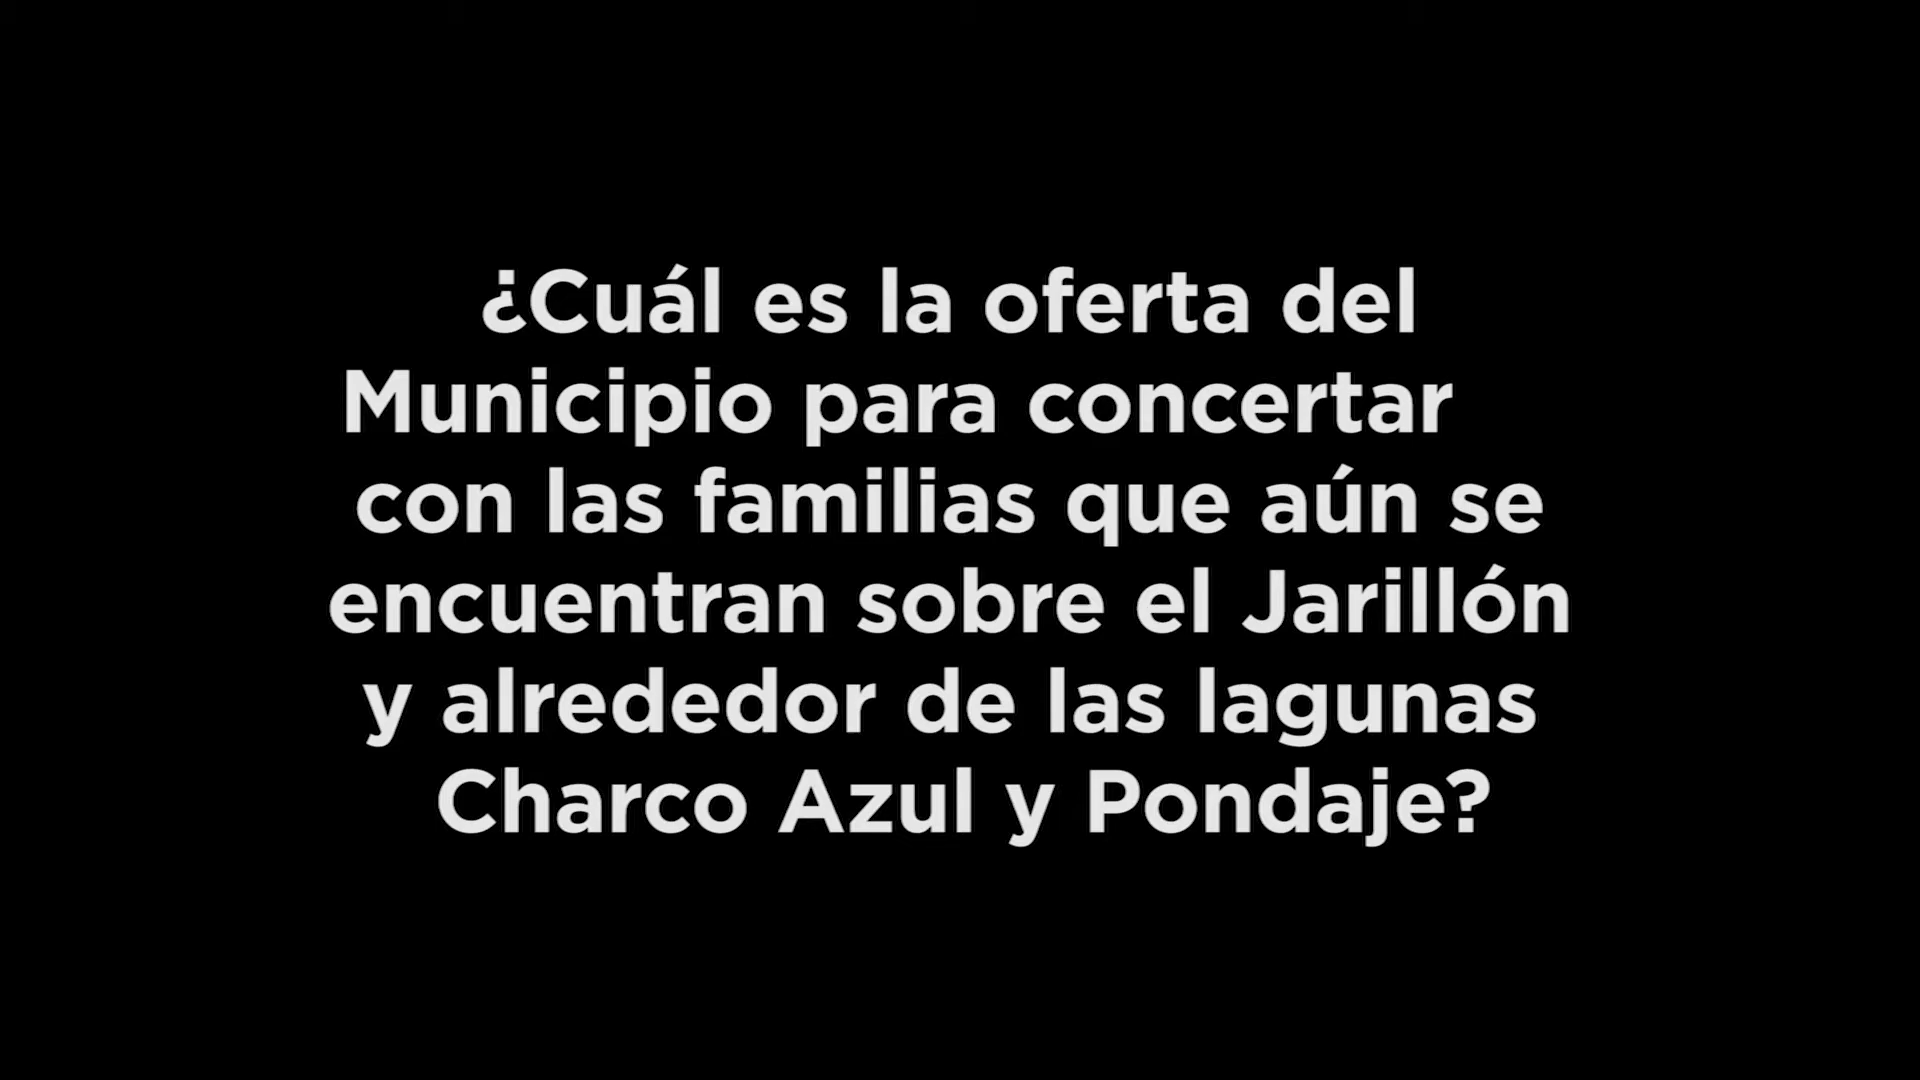 ¿Cuál es la oferta del
Municipio para concertar
con las familias que aún se
encuentran sobre el Jarillón
y alrededor de las lagunas
Charco Azul y Pondaje?